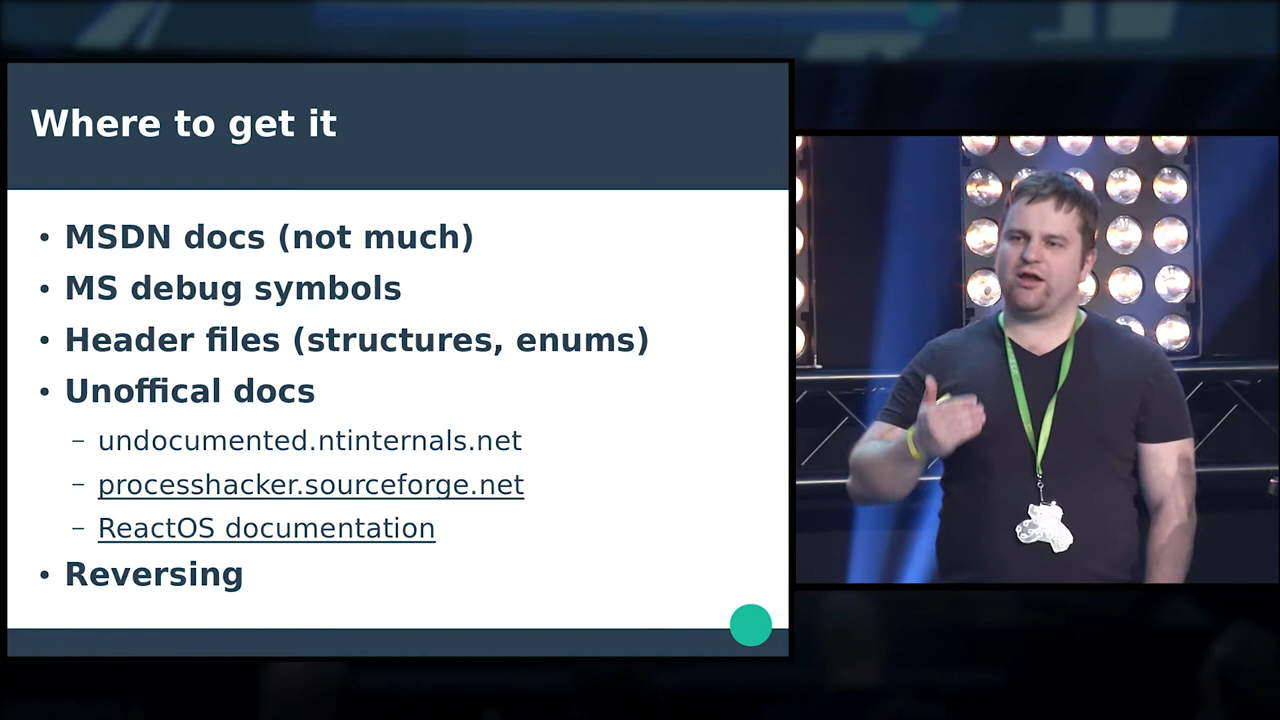 Where to get it
• MSDN docs (not much)
• MS debug symbols
• Header files (structures, enums)
• Unoffical docs
– undocumented.ntinternals.net
– processhacker.sourceforge.net
– ReactOS documentation
• Reversing